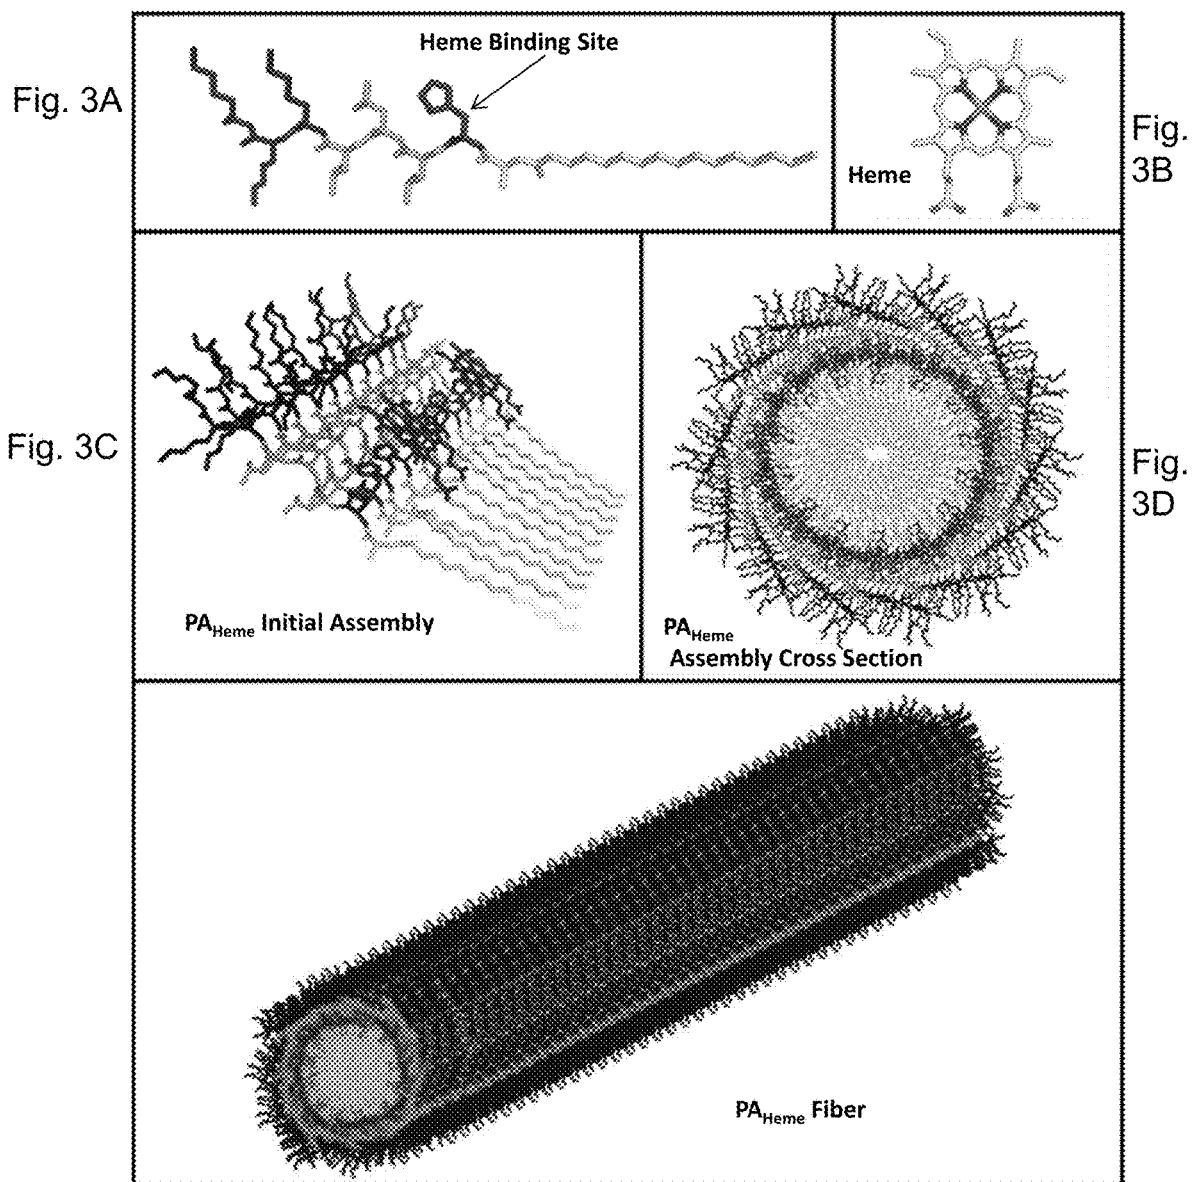 Heme Binding Site
Fig. 3A
Fig.
3B
Heme
Fig. 3C
PAHeme Initial Assembly
Fig.
3D
PAHeme
Assembly Cross Section
PAHeme Fiber